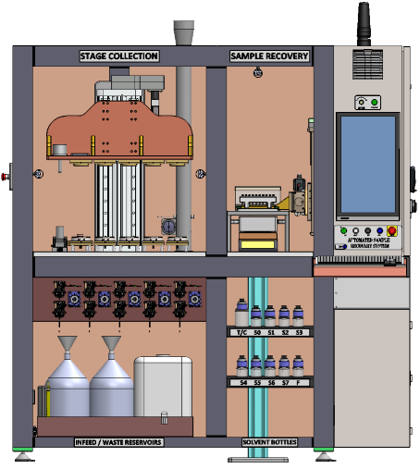 STAGE COLLECTION
SAMPLE RECOVERY
AUTOMATED SAMPLE
RECOVERY SYSTEM
T/C S0 S1 S2 S3
S4 S5 S6 S7 F
INFEED / WASTE RESERVOIRS
SOLVENT BOTTLES